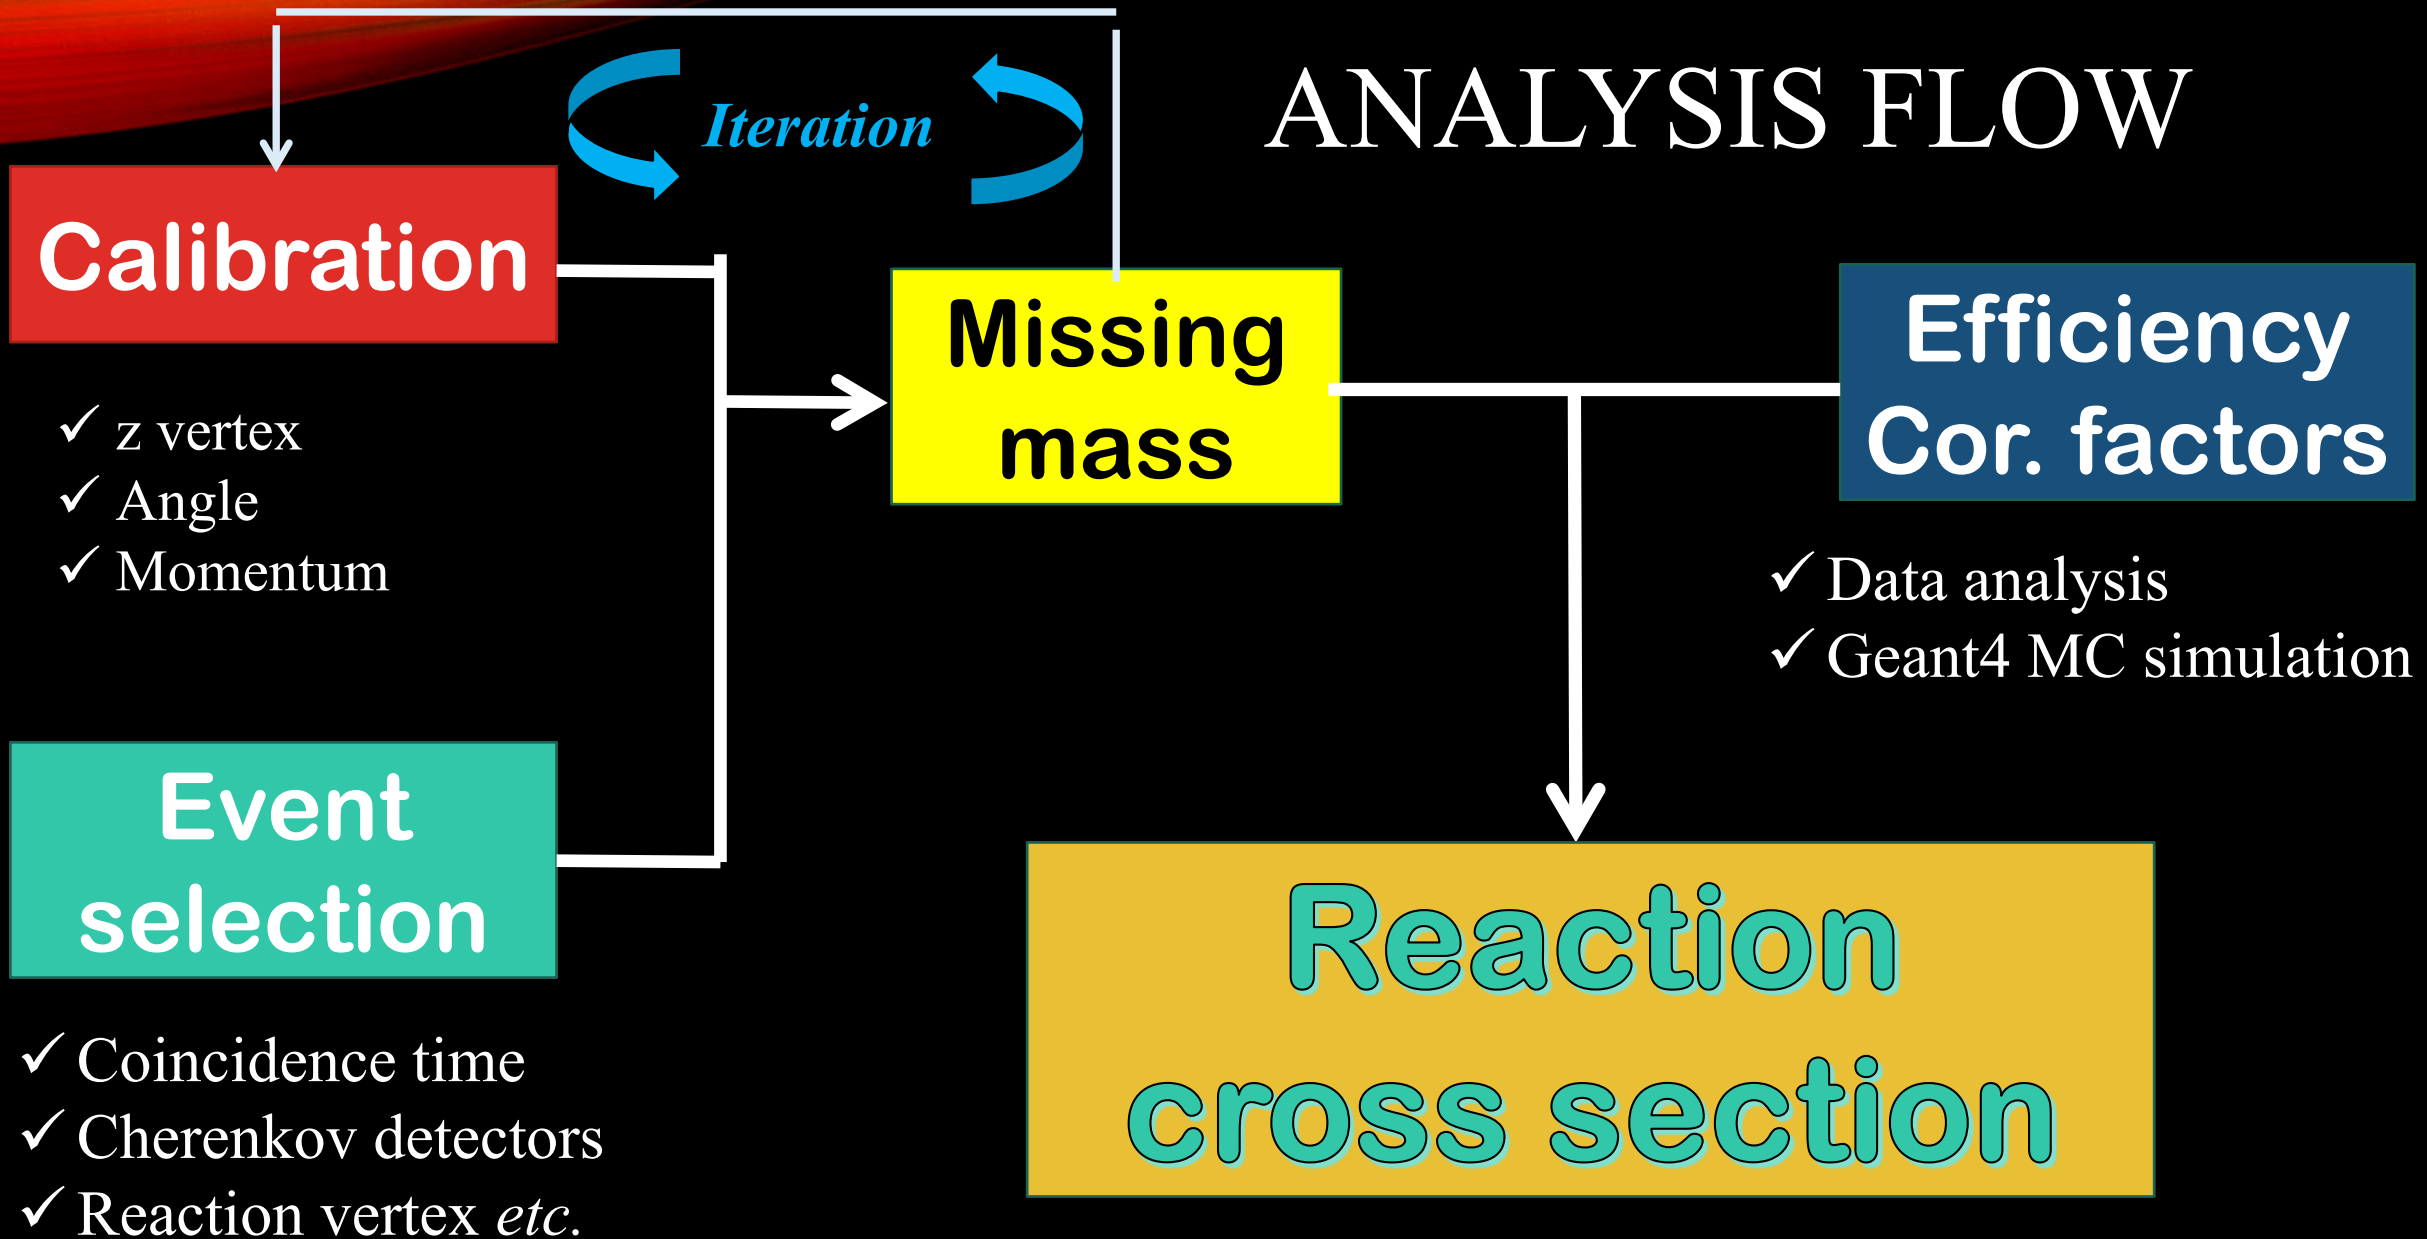 ANALYSIS FLOW
Iteration
Calibration
✓ z vertex
✓ Angle
✓ Momentum
Missing
mass
Efficiency
Cor. factors
✓ Data analysis
✓ Geant4 MC simulation
Event
selection
✓ Coincidence time
✓ Cherenkov detectors
✓ Reaction vertex etc.
Reaction
cross section